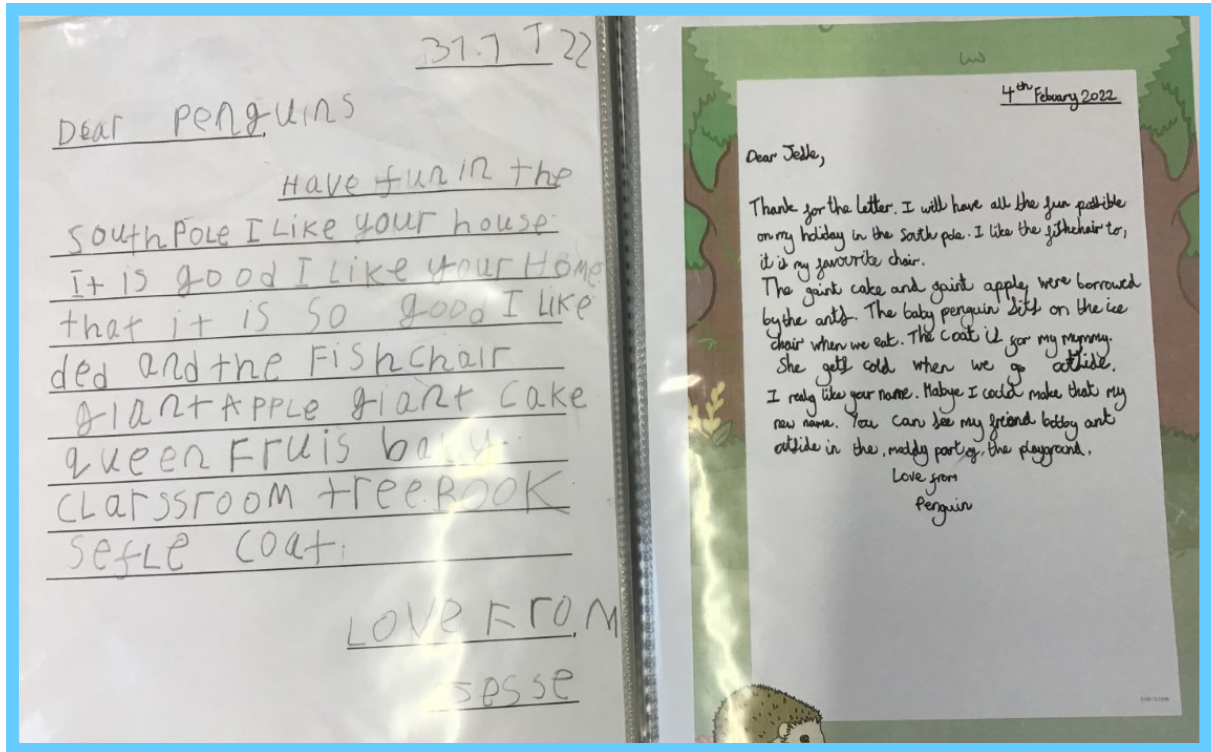 31.1 T 22
Dear Penguins
Have fun in the
South Pole I Like your house
It is good I Like your Home
that it is so good I Like
ded and the Fishchair
giant APPle giant cake
queen Fruis
cLarssroom tree.BOOK
sefLe coat.
Love From
Jesse
4th Febuary 2022
Dear Jesse,
Thank for the letter. I will have all the fun possible
on my holiday in the South pole. I like the fishchair to,
it is my favourite chair.
The gaint cake and gaint apple, were borrowed
by the ants. The baby penguin sits on the ice
chair when we eat. The coat is for my mummy.
She gets cold when we go outside.
I realy like your name. Mabye I could make that my
new name. You can see my friend bobby ant
outside in the muddy part of the playground.
Love from
Penguin